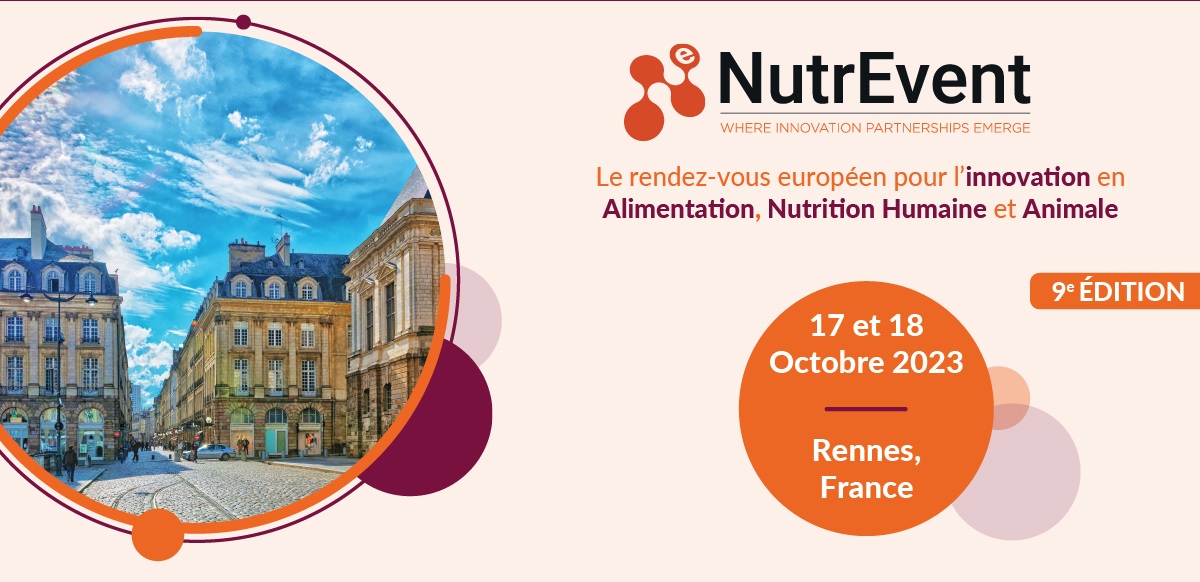 e
NutrEvent
WHERE INNOVATION PARTNERSHIPS EMERGE
Le rendez-vous européen pour l’innovation en
Alimentation, Nutrition Humaine et Animale
9e ÉDITION
17 et 18
Octobre 2023
Rennes,
France